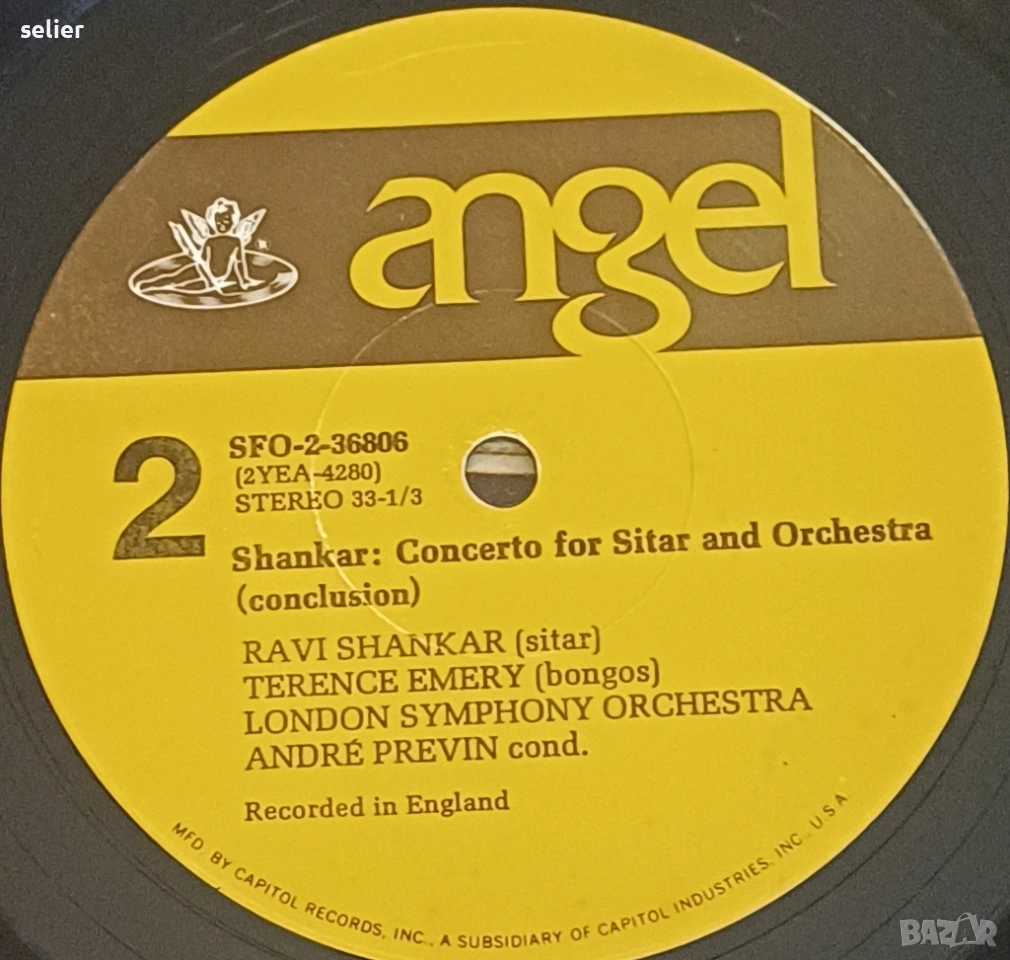 selier
angel
2
SFO-2-36806
(2YEA-4280)
STEREO 33-1/3
Shankar: Concerto for Sitar and Orchestra
(conclusion)
RAVI SHANKAR (sitar)
TERENCE EMERY (bongos)
LONDON SYMPHONY ORCHESTRA
ANDRÉ PREVIN cond.
Recorded in England
MFD. BY CAPITOL RECORDS, INC., A SUBSIDIARY OF CAPITOL INDUSTRIES, INC., U.S.A.
BAZAR